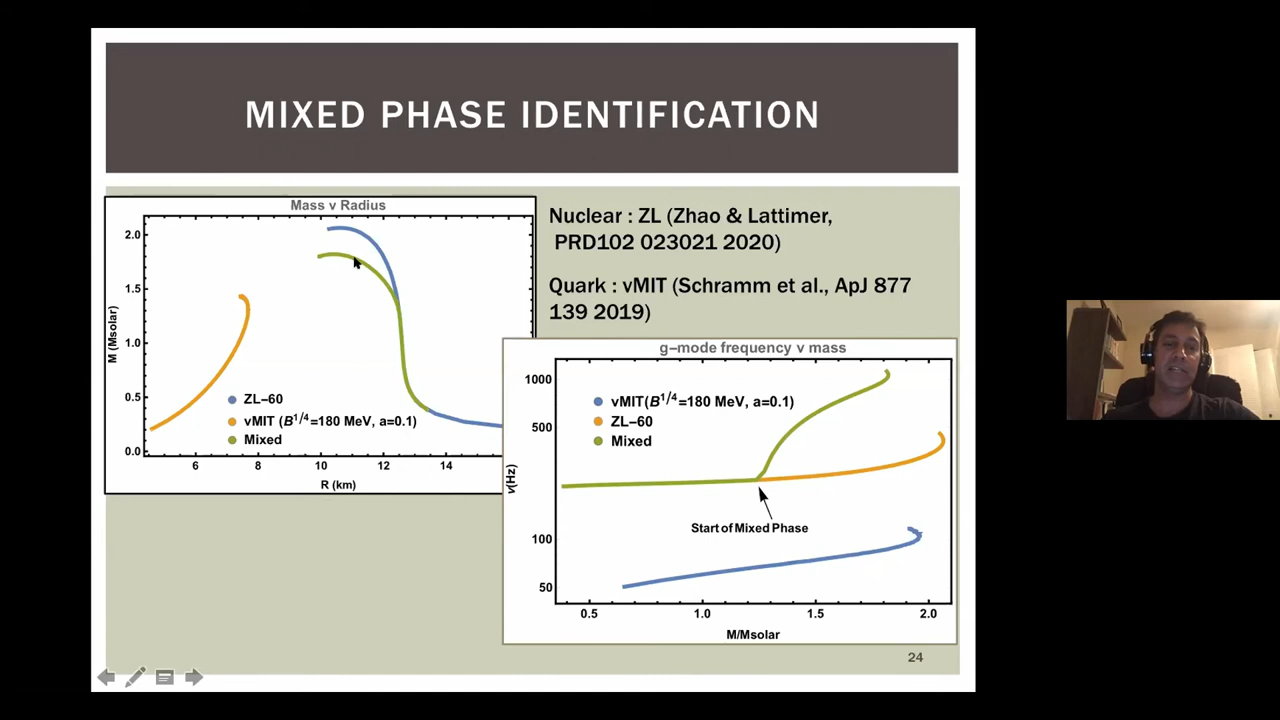 MIXED PHASE IDENTIFICATION
Mass v Radius
2.0
1.5
1.0
0.5
0.0
M (Msolar)
ZL−60
vMIT (B^1/4=180 MeV, a=0.1)
Mixed
6 8 10 12 14
R (km)
Nuclear : ZL (Zhao & Lattimer,
PRD102 023021 2020)
Quark : vMIT (Schramm et al., ApJ 877
139 2019)
g−mode frequency v mass
1000
500
100
50
ν(Hz)
vMIT(B^1/4=180 MeV, a=0.1)
ZL−60
Mixed
Start of Mixed Phase
0.5 1.0 1.5 2.0
M/Msolar
24